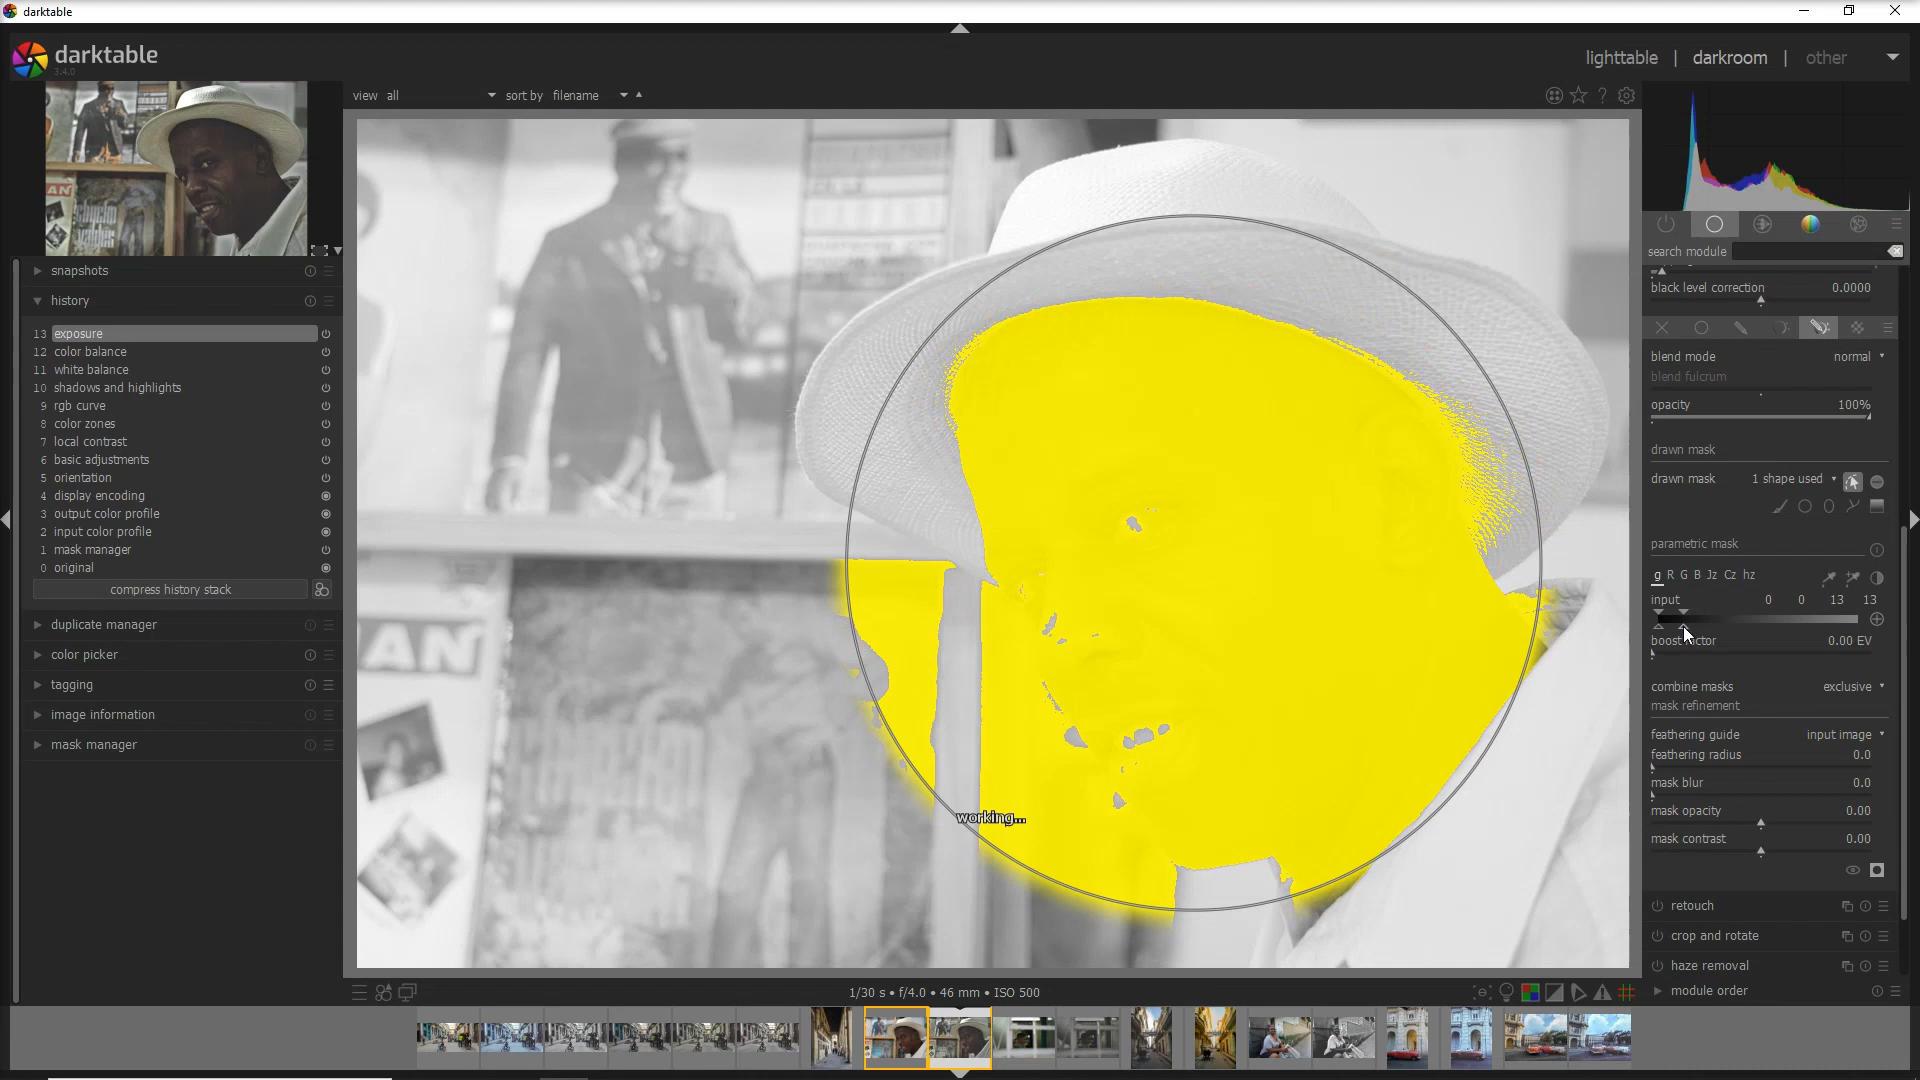 darktable
darktable
3.4.0
lighttable | darkroom | other
view all
sort by filename
search module
snapshots
history
13 exposure
12 color balance
11 white balance
10 shadows and highlights
9 rgb curve
8 color zones
7 local contrast
6 basic adjustments
5 orientation
4 display encoding
3 output color profile
2 input color profile
1 mask manager
0 original
compress history stack
duplicate manager
color picker
tagging
image information
mask manager
AN
working...
black level correction 0.0000
blend mode normal
blend fulcrum
opacity 100%
drawn mask
drawn mask 1 shape used
parametric mask
g R G B Jz Cz hz
input 0 0 13 13
0.00 EV
combine masks exclusive
mask refinement
feathering guide input image
feathering radius 0.0
mask blur 0.0
mask opacity 0.00
mask contrast 0.00
retouch
crop and rotate
haze removal
module order
1/30 s • f/4.0 • 46 mm • ISO 500